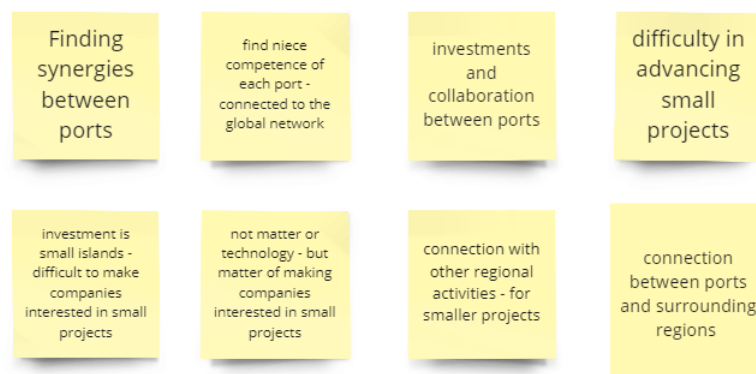 Finding
synergies
between
ports
find niece
competence of
each port -
connected to the
global network
investments
and
collaboration
between ports
difficulty in
advancing
small
projects
investment is
small islands -
difficult to make
companies
interested in small
projects
not matter or
technology - but
matter of making
companies
interested in small
projects
connection with
other regional
activities - for
smaller projects
connection
between ports
and surrounding
regions